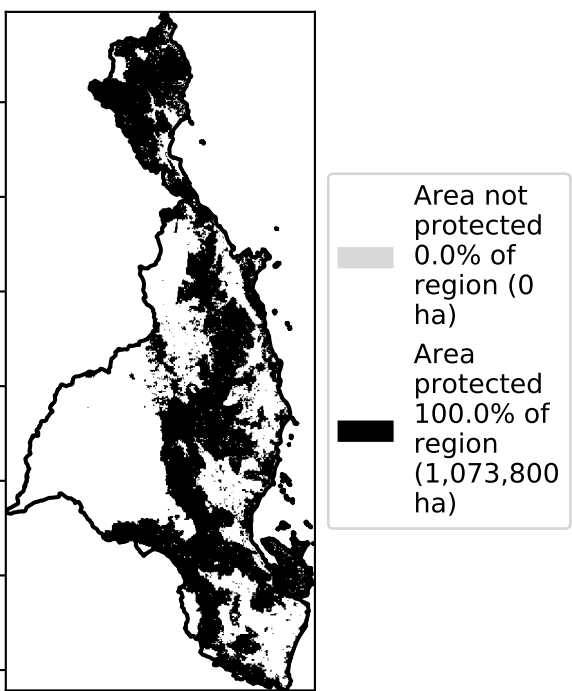 Area not
protected
0.0% of
region (0
ha)
Area
protected
100.0% of
region
(1,073,800
ha)